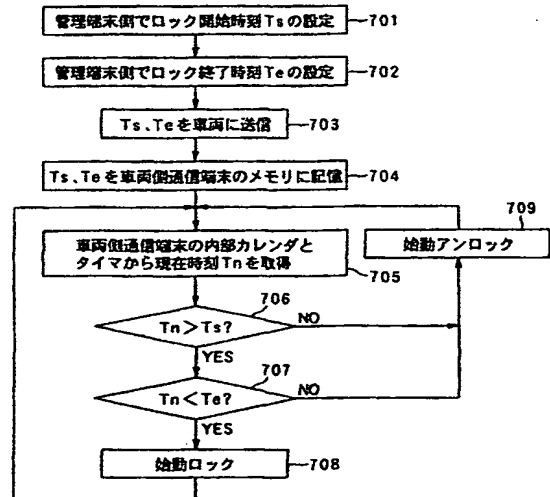 管理端末側でロック開始時刻Tsの設定 701
管理端末側でロック終了時刻Teの設定 702
Ts、Teを車両に送信 703
Ts、Teを車両側通信端末のメモリに記憶 704
709
始動アンロック
車両側通信端末の内部カレンダと
タイマから現在時刻Tnを取得
705
706
Tn>Ts? NO
YES
707
Tn<Te? NO
YES
始動ロック 708